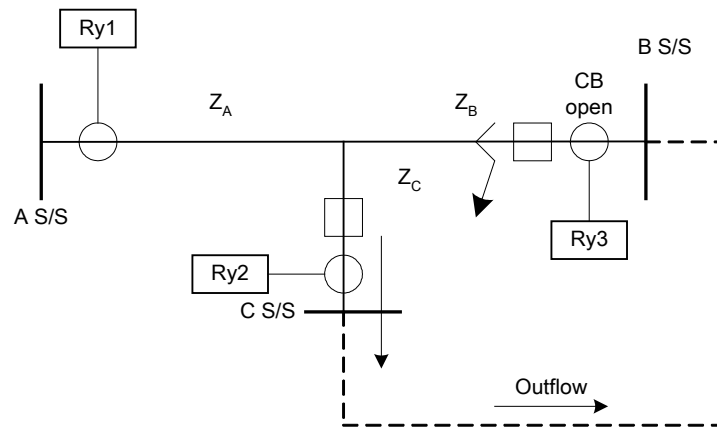 Ry1
B S/S
Z_A
Z_B
CB
open
Z_C
A S/S
Ry2
Ry3
C S/S
Outflow